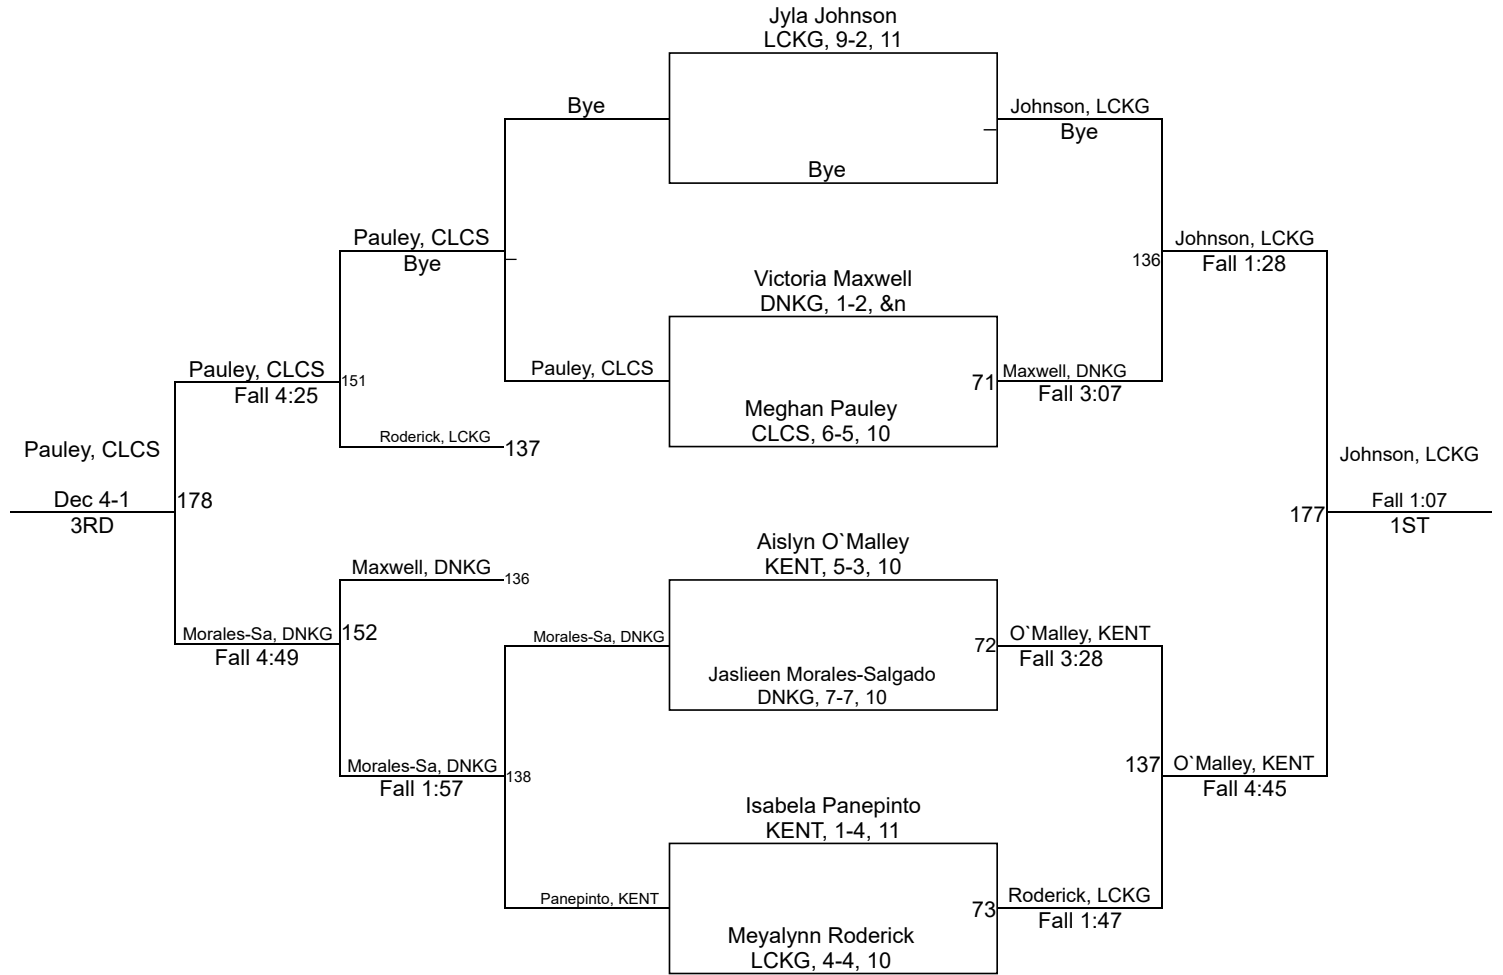 Jyla Johnson
LCKG, 9-2, 11
Bye
Johnson, LCKG
Bye
Bye
Pauley, CLCS
Bye
Johnson, LCKG
Fall 1:28
136
Victoria Maxwell
DNKG, 1-2, &n
Pauley, CLCS
Fall 4:25
151
Pauley, CLCS
71
Maxwell, DNKG
Fall 3:07
Meghan Pauley
CLCS, 6-5, 10
Roderick, LCKG
137
Pauley, CLCS
Dec 4-1
3RD
178
Johnson, LCKG
Fall 1:07
1ST
177
Aislyn O`Malley
KENT, 5-3, 10
Maxwell, DNKG
136
Morales-Sa, DNKG
Fall 4:49
152
Morales-Sa, DNKG
72
O`Malley, KENT
Fall 3:28
Jaslieen Morales-Salgado
DNKG, 7-7, 10
Morales-Sa, DNKG
Fall 1:57
138
137
O`Malley, KENT
Fall 4:45
Isabela Panepinto
KENT, 1-4, 11
Panepinto, KENT
73
Roderick, LCKG
Fall 1:47
Meyalynn Roderick
LCKG, 4-4, 10